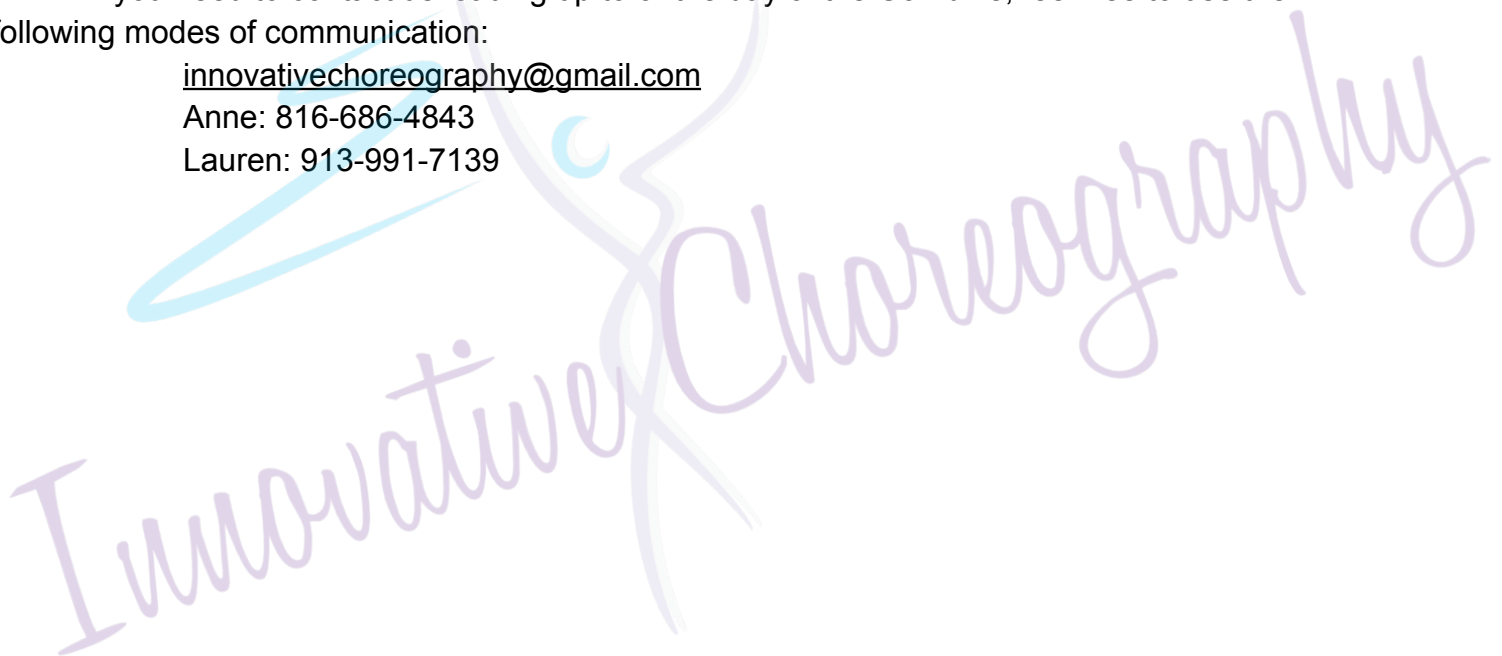 following modes of communication:
innovativechoreography@gmail.com
Anne: 816-686-4843
Lauren: 913-991-7139
Innovative Choreography